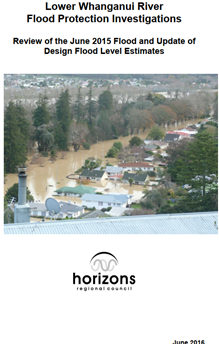 Lower Whanganui River
Flood Protection Investigations
Review of the June 2015 Flood and Update of
Design Flood Level Estimates
horizons
regional council
June 2016